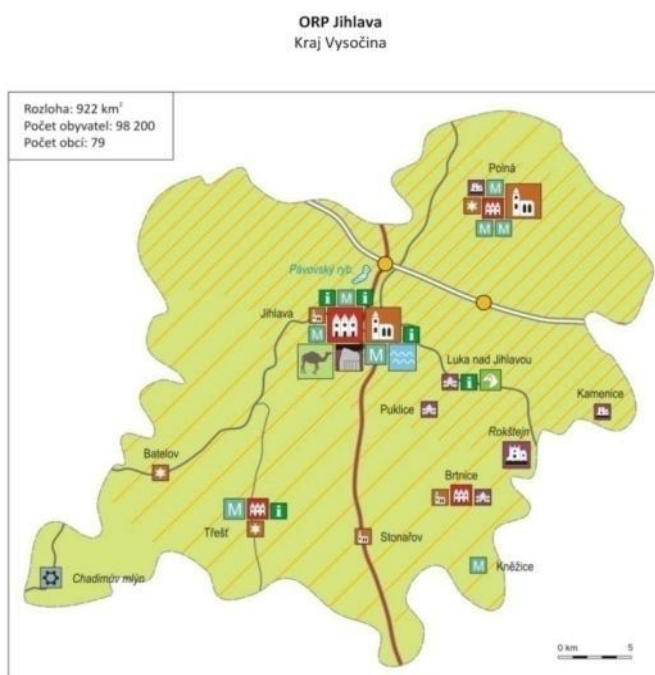 ORP Jihlava
Kraj Vysočina
Rozloha: 922 km²
Počet obyvatel: 98 200
Počet obcí: 79
Polná
M
M M
Pávovský ryb.
i M i
Jihlava
M
i
M
Luka nad Jihlavou
i
Kamenice
Puklice
Rokštejn
Batelov
Brtnice
M i
Třešť
Stonařov
Chadimův mlýn
M Kněžice
0 km 5